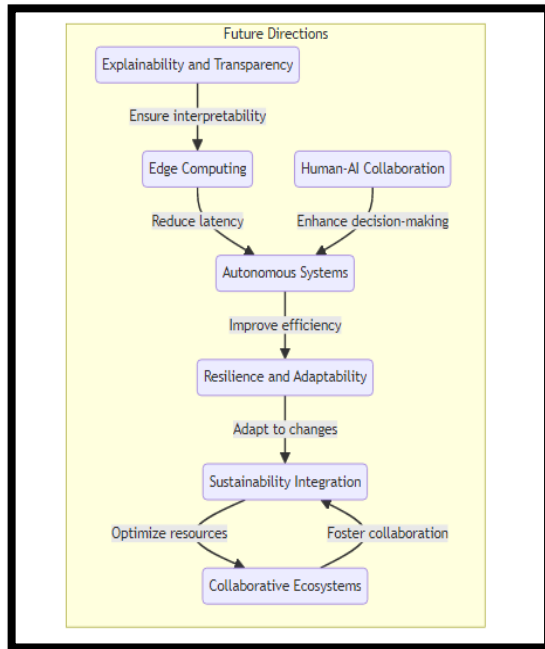 Future Directions
Explainability and Transparency
Ensure interpretability
Edge Computing
Human-AI Collaboration
Reduce latency
Enhance decision-making
Autonomous Systems
Improve efficiency
Resilience and Adaptability
Adapt to changes
Sustainability Integration
Optimize resources
Foster collaboration
Collaborative Ecosystems